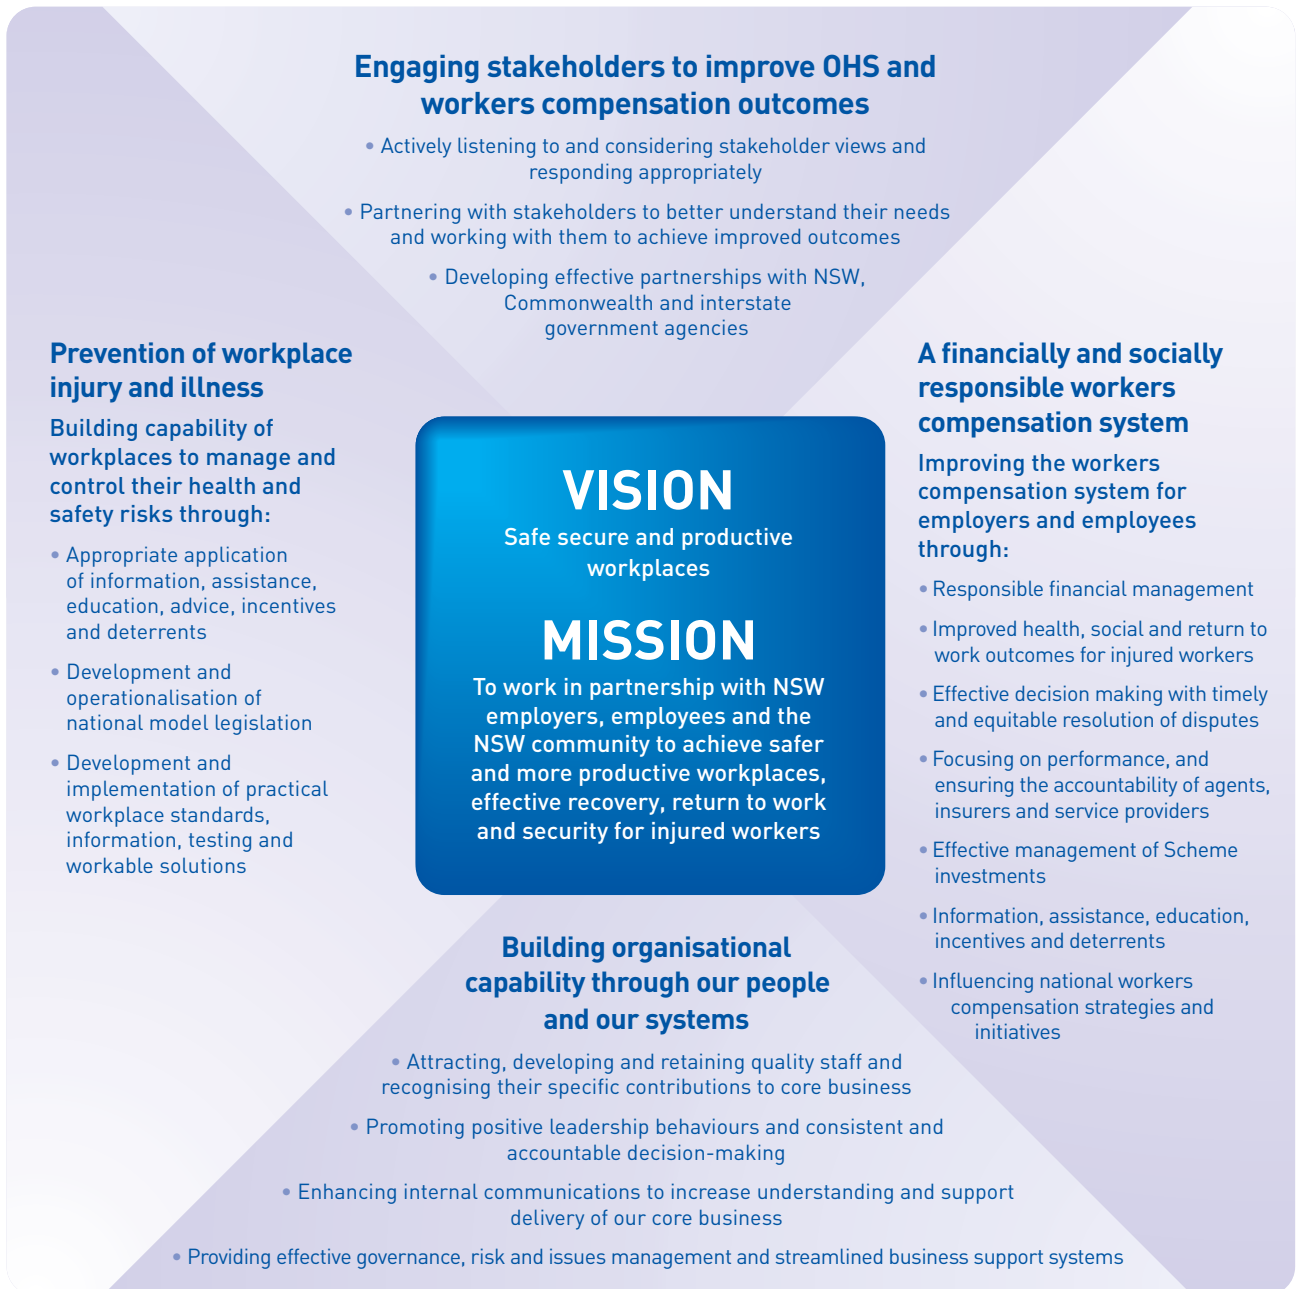 Engaging stakeholders to improve OHS and
workers compensation outcomes
• Actively listening to and considering stakeholder views and
responding appropriately
• Partnering with stakeholders to better understand their needs
and working with them to achieve improved outcomes
• Developing effective partnerships with NSW,
Commonwealth and interstate
government agencies
Prevention of workplace
injury and illness
Building capability of
workplaces to manage and
control their health and
safety risks through:
• Appropriate application
of information, assistance,
education, advice, incentives
and deterrents
• Development and
operationalisation of
national model legislation
• Development and
implementation of practical
workplace standards,
information, testing and
workable solutions
VISION
Safe secure and productive
workplaces
MISSION
To work in partnership with NSW
employers, employees and the
NSW community to achieve safer
and more productive workplaces,
effective recovery, return to work
and security for injured workers
A financially and socially
responsible workers
compensation system
Improving the workers
compensation system for
employers and employees
through:
• Responsible financial management
• Improved health, social and return to
work outcomes for injured workers
• Effective decision making with timely
and equitable resolution of disputes
• Focusing on performance, and
ensuring the accountability of agents,
insurers and service providers
• Effective management of Scheme
investments
• Information, assistance, education,
incentives and deterrents
• Influencing national workers
compensation strategies and
initiatives
Building organisational
capability through our people
and our systems
• Attracting, developing and retaining quality staff and
recognising their specific contributions to core business
• Promoting positive leadership behaviours and consistent and
accountable decision-making
• Enhancing internal communications to increase understanding and support
delivery of our core business
• Providing effective governance, risk and issues management and streamlined business support systems